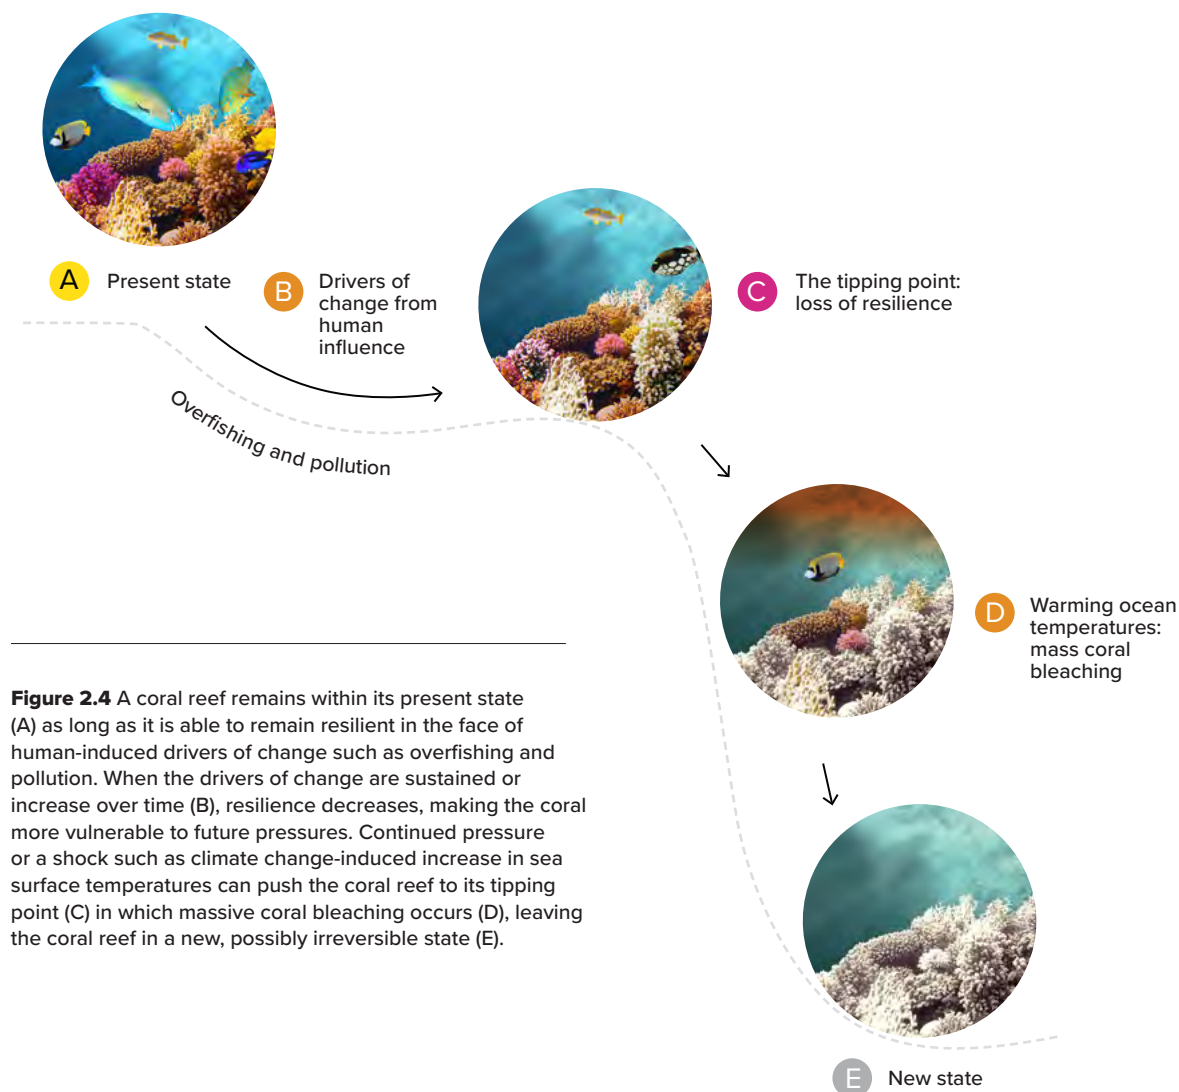 A
Present state
B
Drivers of
change from
human
influence
C
The tipping point:
loss of resilience
Overfishing and pollution
D
Warming ocean
temperatures:
mass coral
bleaching
Figure 2.4 A coral reef remains within its present state
(A) as long as it is able to remain resilient in the face of
human-induced drivers of change such as overfishing and
pollution. When the drivers of change are sustained or
increase over time (B), resilience decreases, making the coral
more vulnerable to future pressures. Continued pressure
or a shock such as climate change-induced increase in sea
surface temperatures can push the coral reef to its tipping
point (C) in which massive coral bleaching occurs (D), leaving
the coral reef in a new, possibly irreversible state (E).
E
New state